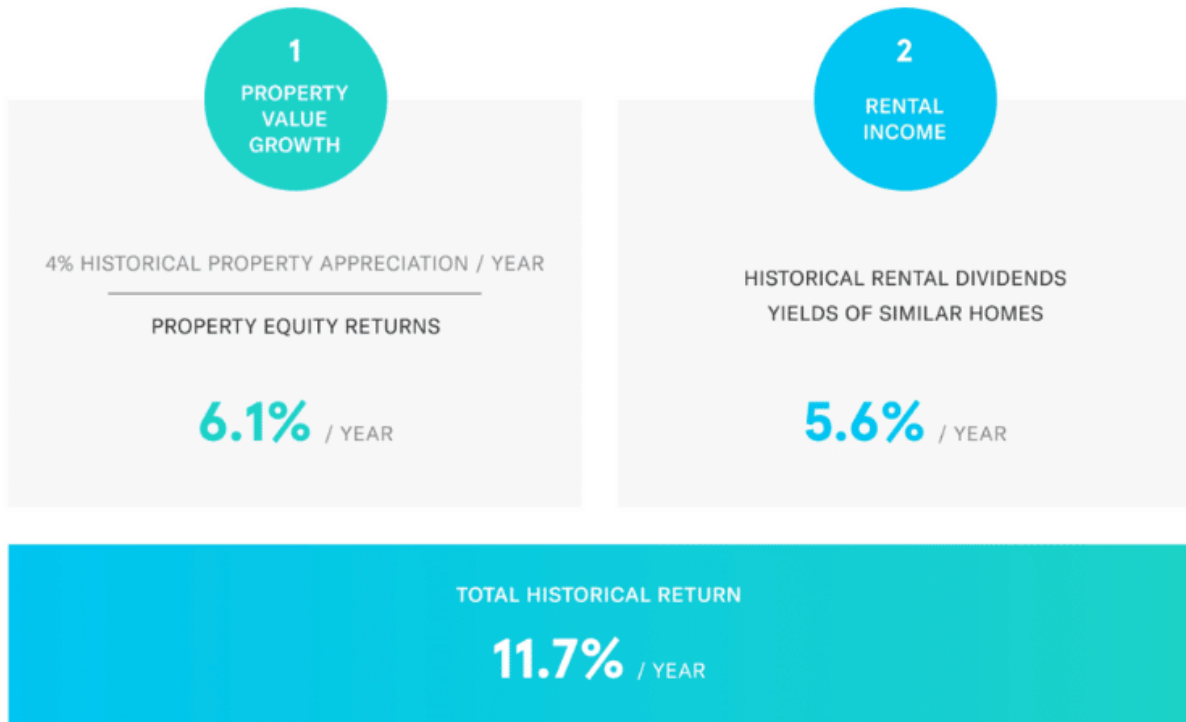 1
PROPERTY
VALUE
GROWTH
4% HISTORICAL PROPERTY APPRECIATION / YEAR
PROPERTY EQUITY RETURNS
6.1% / YEAR
2
RENTAL
INCOME
HISTORICAL RENTAL DIVIDENDS
YIELDS OF SIMILAR HOMES
5.6% / YEAR
TOTAL HISTORICAL RETURN
11.7% / YEAR